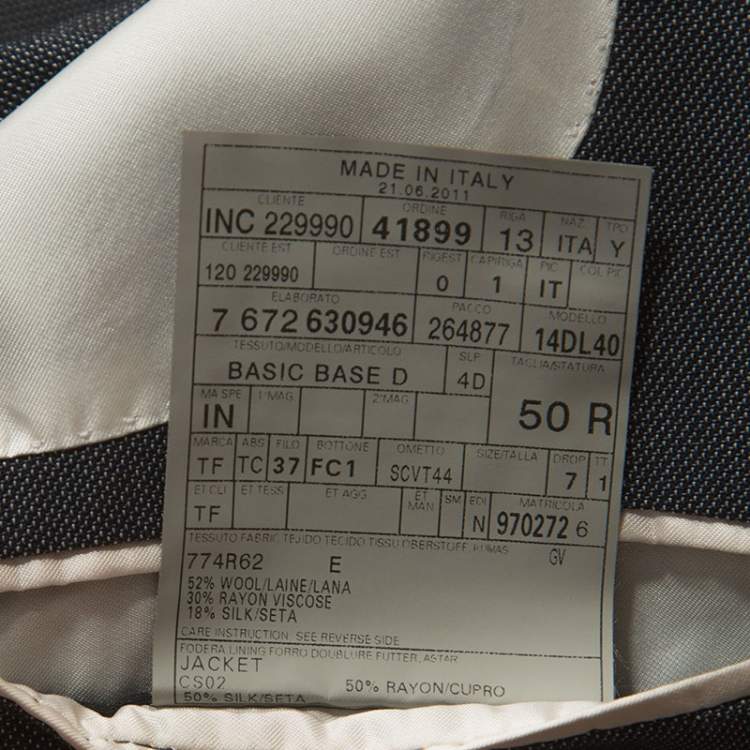 MADE IN ITALY
21.06.2011
CLIENTE ORDINE RIGA NAZ. TPO
INC 229990 41899 13 ITA Y
CLIENTE EST ORDINE EST RIGEST CAPIRIGA PIC COL PIC
120 229990 0 1 IT
ELABORATO PACCO MODELLO
7 672 630946 264877 14DL40
TESSUTO/MODELLO/ARTICOLO SLP TAGLIA/STATURA
BASIC BASE D 4D 50 R
MA SPE 1°MAG 2°MAG
IN
MARCA ABS FILO BOTTONE OMETTO SIZE/TALLA DROP TT
TF TC 37 FC1 SCVT44 7 1
ET CLI ET TESS ET AGG ET MAN SM EDI MATRICOLA
TF N 970272 6
TESSUTO FABRIC TEJIDO TECIDO TISSU OBERSTOFF KUMAS
774R62 E GV
52% WOOL/LAINE/LANA
30% RAYON VISCOSE
18% SILK/SETA
CARE INSTRUCTION SEE REVERSE SIDE
FODERA LINING FORRO DOUBLURE FUTTER, ASTAR
JACKET
CS02
50% SILK/SETA 50% RAYON/CUPRO